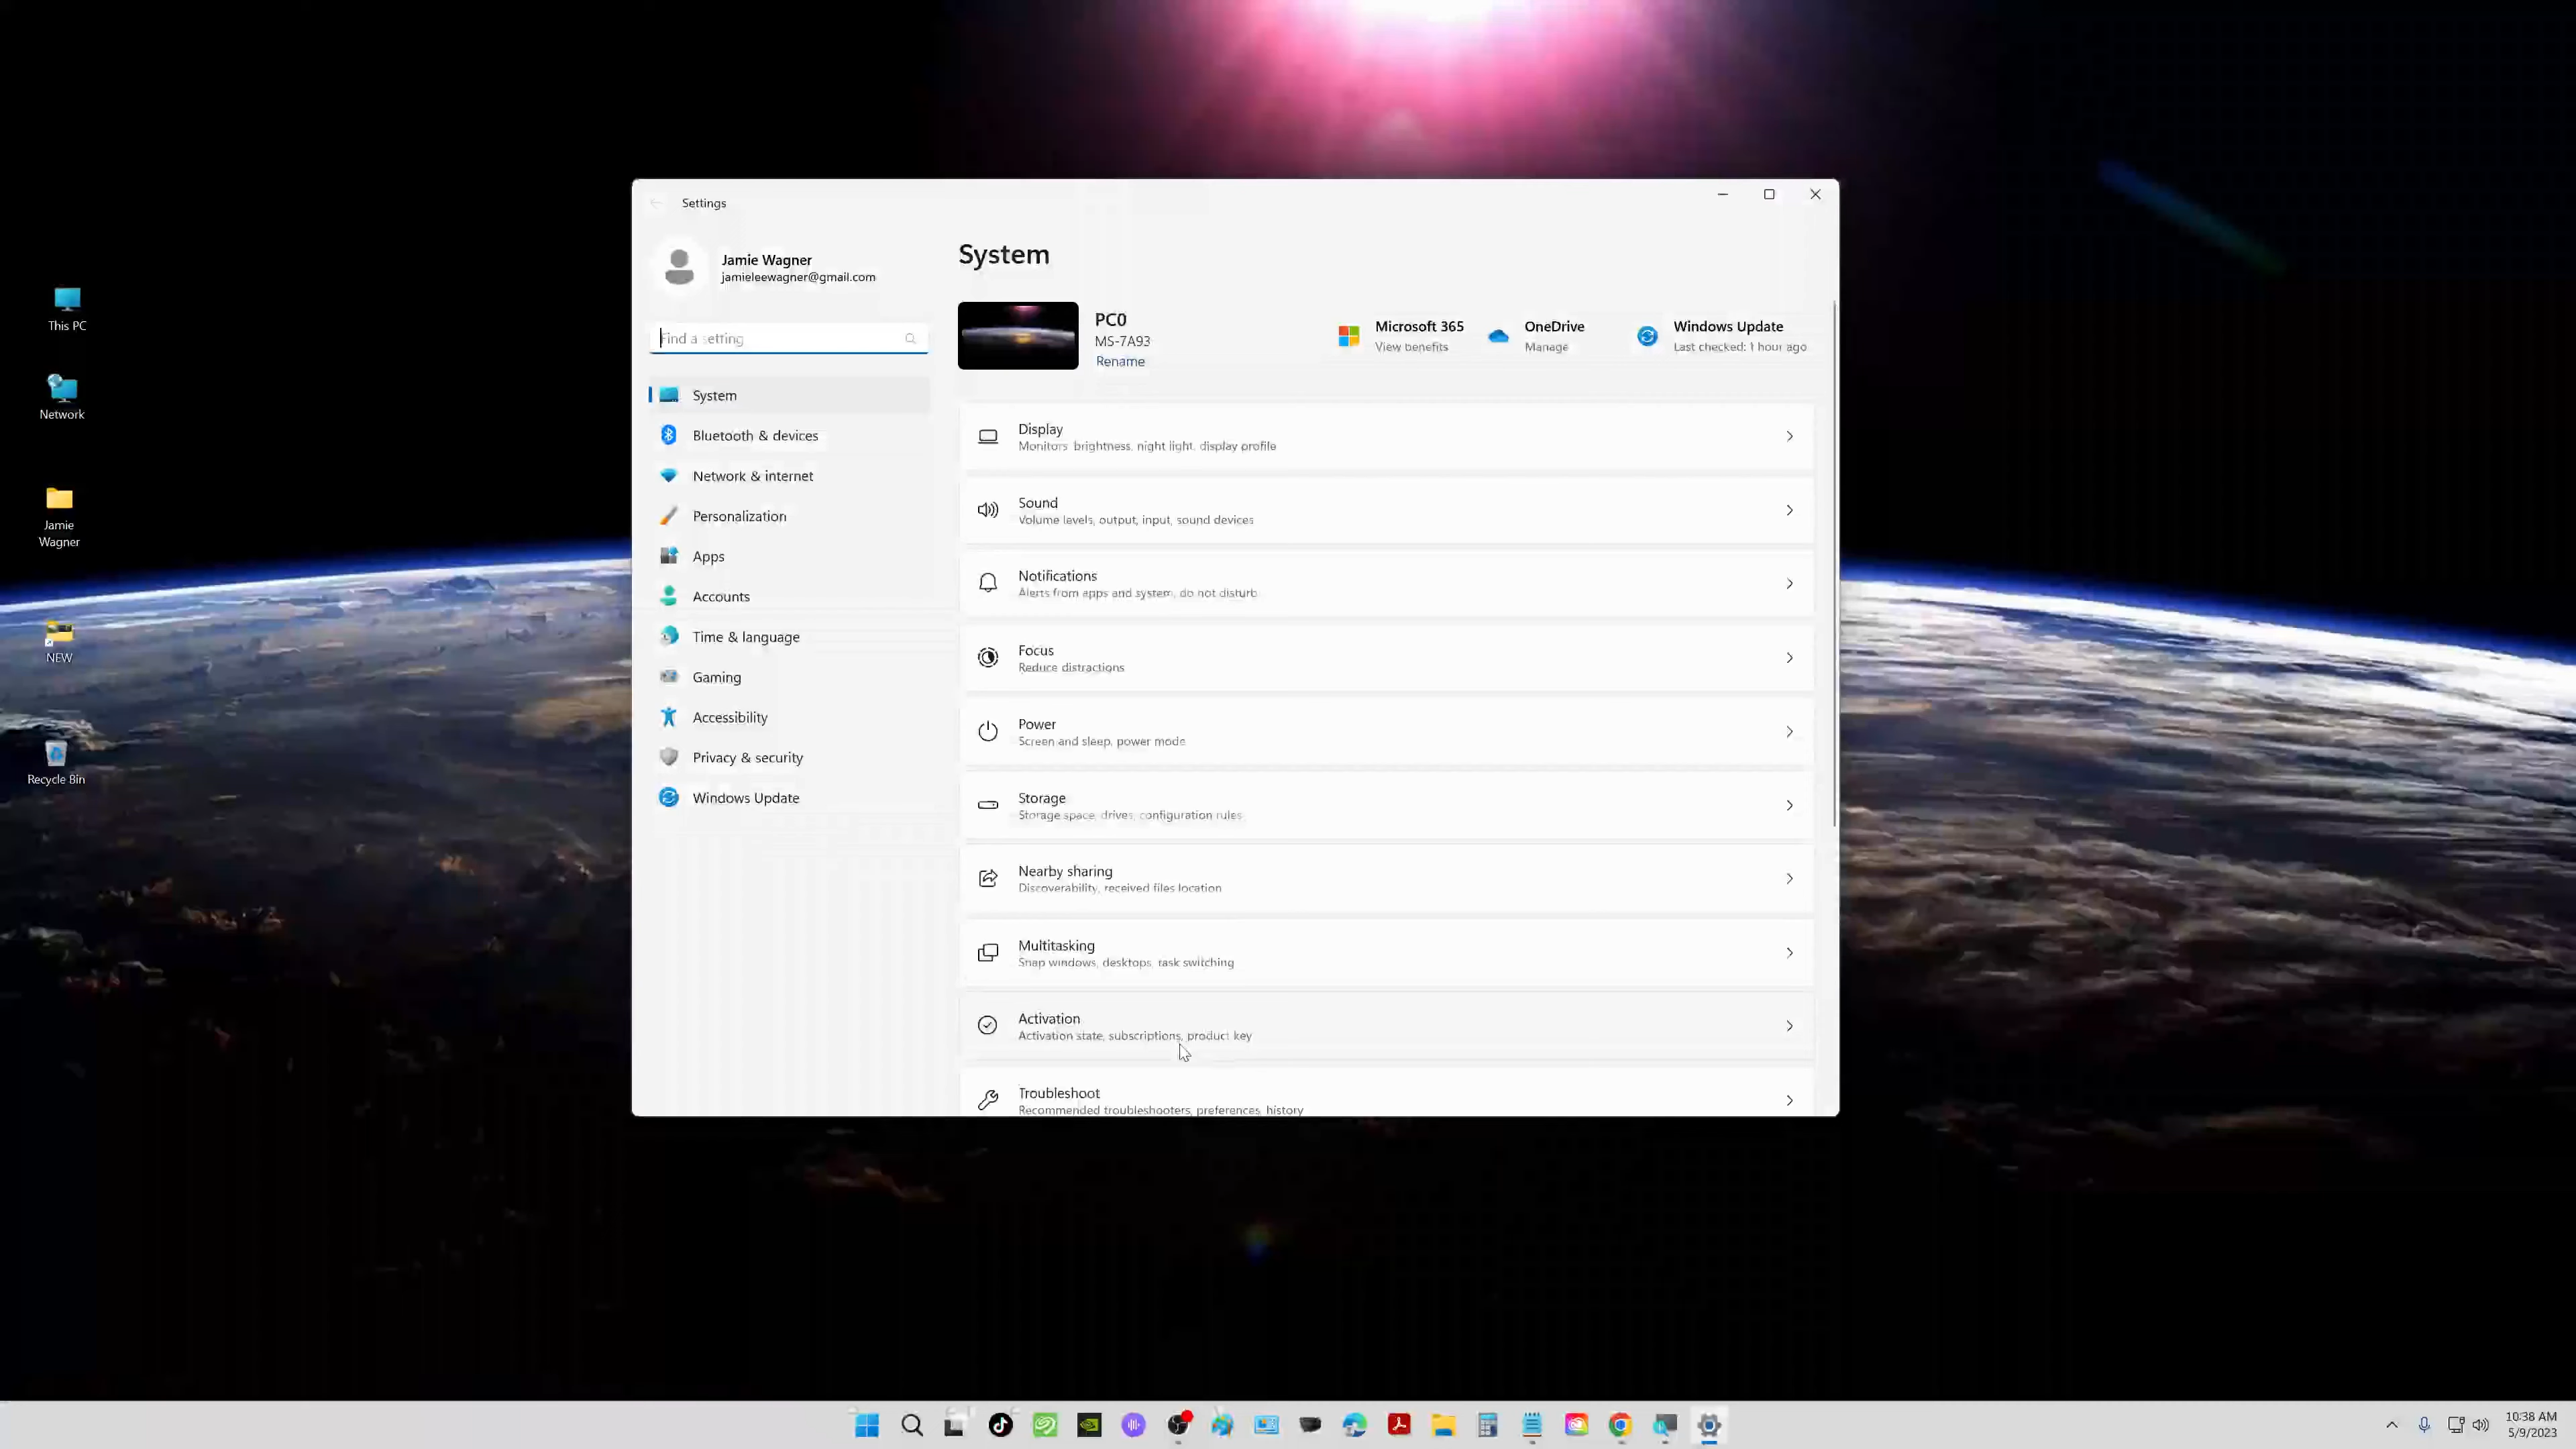 Settings
Jamie Wagner
jamieleewagner@gmail.com
Find a setting
System
Bluetooth & devices
Network & internet
Personalization
Apps
Accounts
Time & language
Gaming
Accessibility
Privacy & security
Windows Update
System
PC0
MS-7A93
Rename
Microsoft 365
View benefits
OneDrive
Manage
Windows Update
Last checked: 1 hour ago
Display
Monitors, brightness, night light, display profile
Sound
Volume levels, output, input, sound devices
Notifications
Alerts from apps and system, do not disturb
Focus
Reduce distractions
Power
Screen and sleep, power mode
Storage
Storage space, drives, configuration rules
Nearby sharing
Discoverability, received files location
Multitasking
Snap windows, desktops, task switching
Activation
Activation state, subscriptions, product key
Troubleshoot
Recommended troubleshooters, preferences, history
This PC
Network
Jamie
Wagner
NEW
Recycle Bin
10:38 AM
5/9/2023